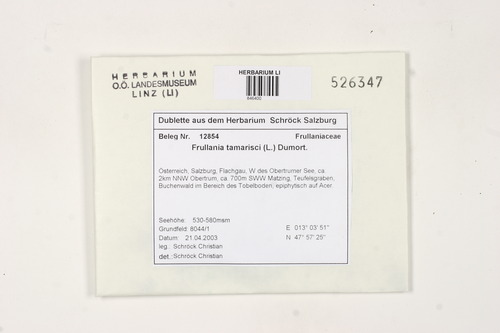 HERBARIUM
O.Ö. LANDESMUSEUM
LINZ (LI)
HERBARIUM LI
646400
526347
Dublette aus dem Herbarium Schröck Salzburg
Beleg Nr. 12854 Frullaniaceae
Frullania tamarisci (L.) Dumort.
Österreich, Salzburg, Flachgau, W des Obertrumer See, ca.
2km NNW Obertrum, ca. 700m SWW Matzing, Teufelsgraben,
Buchenwald im Bereich des Tobelboden; epiphytisch auf Acer
Seehöhe: 530-580msm
Grundfeld: 8044/1 E 013° 03' 51"
Datum: 21.04.2003 N 47° 57' 25"
leg.: Schröck Christian
det.: Schröck Christian